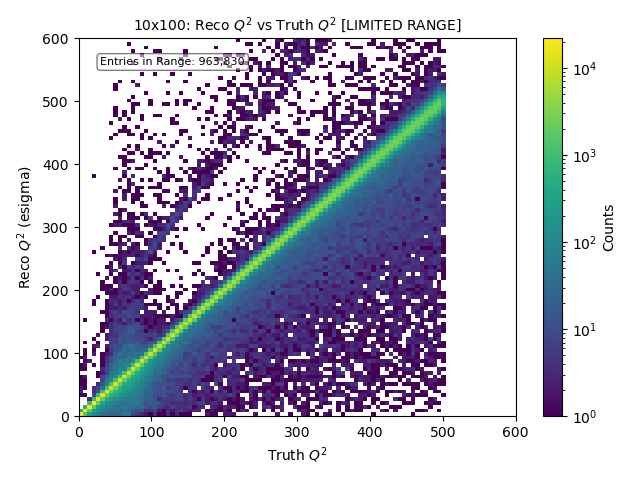 10x100: Reco Q² vs Truth Q² [LIMITED RANGE]
Entries in Range: 963,830
600
500
400
300
200
100
0
Reco Q² (esigma)
0 100 200 300 400 500 600
Truth Q²
10⁴
10³
10²
10¹
10⁰
Counts